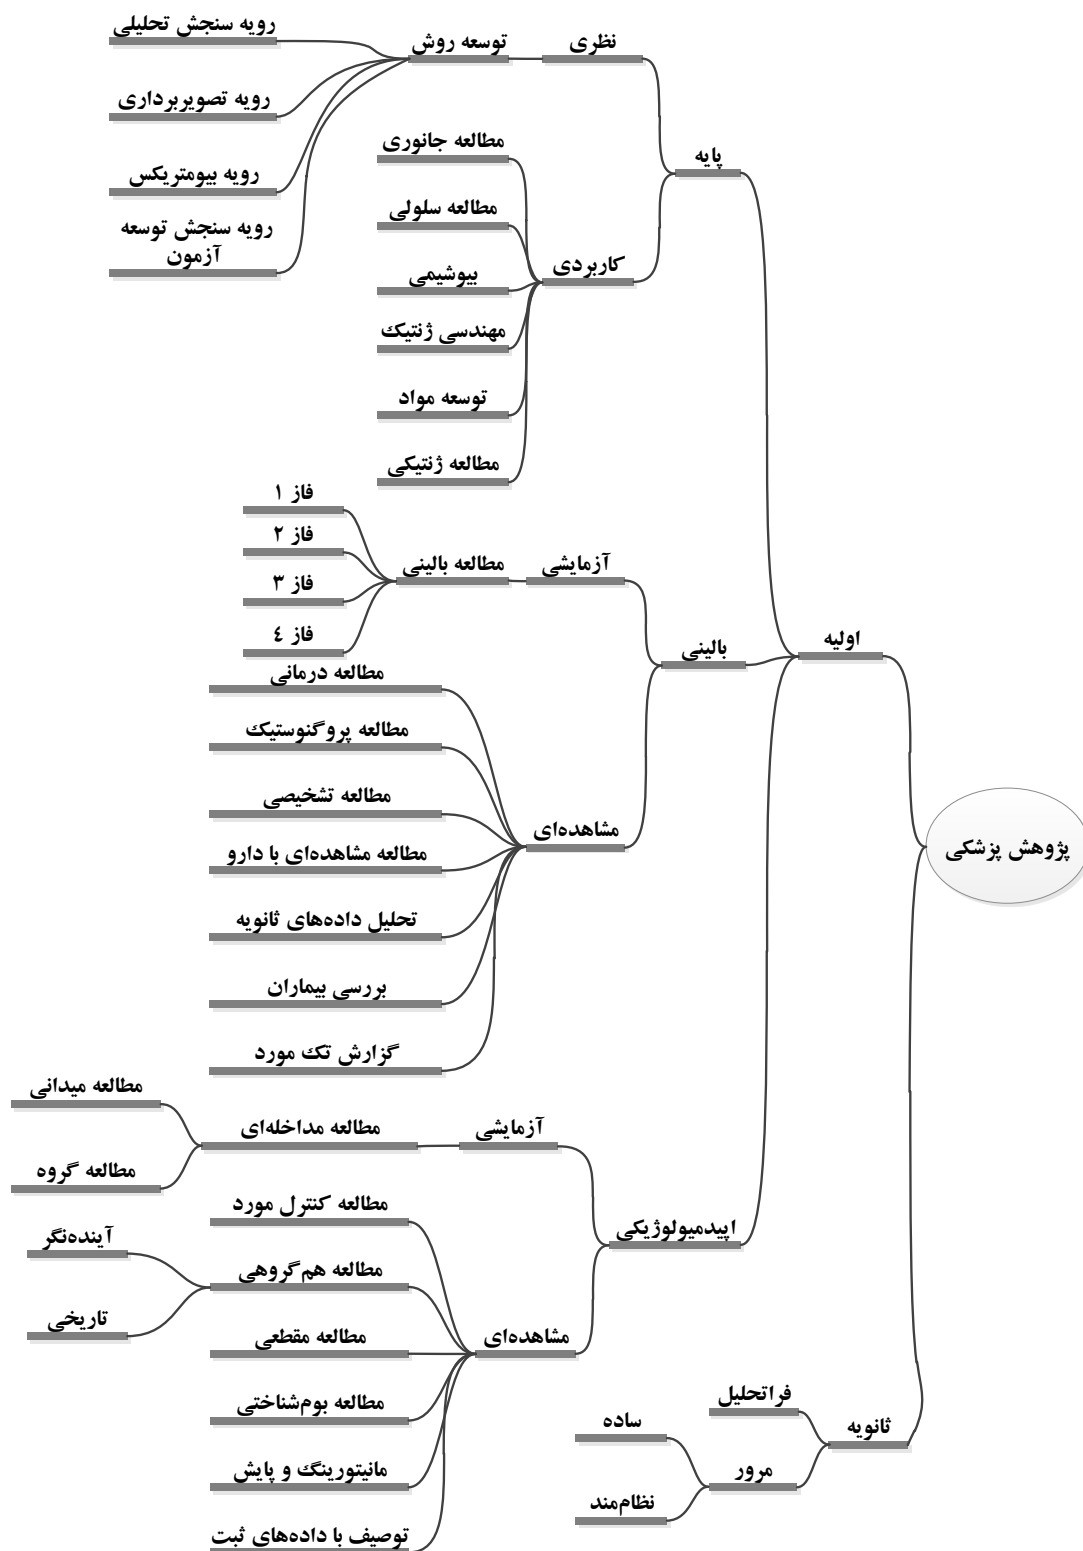 پژوهش پزشکی
اولیه
پایه
نظری
توسعه روش
رویه سنجش تحلیلی
رویه تصویربرداری
رویه بیومتریکس
رویه سنجش توسعه
آزمون
کاربردی
مطالعه جانوری
مطالعه سلولی
بیوشیمی
مهندسی ژنتیک
توسعه مواد
مطالعه ژنتیکی
بالینی
آزمایشی
مطالعه بالینی
فاز ۱
فاز ۲
فاز ۳
فاز ٤
مشاهده‌ای
مطالعه درمانی
مطالعه پروگنوستیک
مطالعه تشخیصی
مطالعه مشاهده‌ای با دارو
تحلیل داده‌های ثانویه
بررسی بیماران
گزارش تک مورد
اپیدمیولوژیکی
آزمایشی
مطالعه مداخله‌ای
مطالعه میدانی
مطالعه گروه
مشاهده‌ای
مطالعه کنترل مورد
مطالعه هم‌گروهی
آینده‌نگر
تاریخی
مطالعه مقطعی
مطالعه بوم‌شناختی
مانیتورینگ و پایش
توصیف با داده‌های ثبت
ثانویه
فراتحلیل
مرور
ساده
نظام‌مند